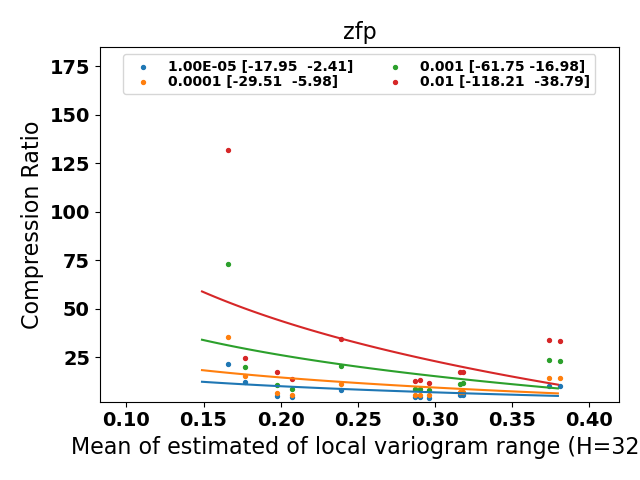 zfp
1.00E-05 [-17.95 -2.41]
0.0001 [-29.51 -5.98]
0.001 [-61.75 -16.98]
0.01 [-118.21 -38.79]
Compression Ratio
175
150
125
100
75
50
25
0.10 0.15 0.20 0.25 0.30 0.35 0.40
Mean of estimated of local variogram range (H=32